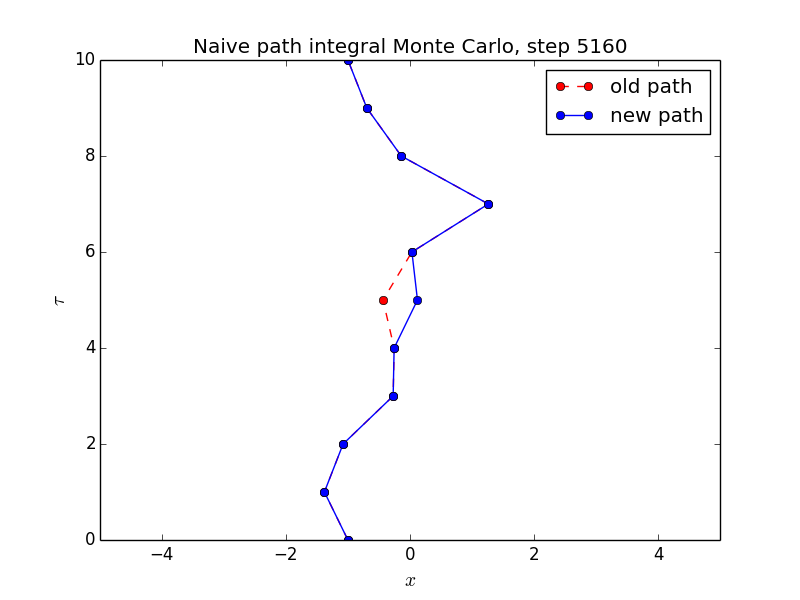 Naive path integral Monte Carlo, step 5160
old path
new path
10
8
6
4
2
0
τ
−4 −2 0 2 4
x